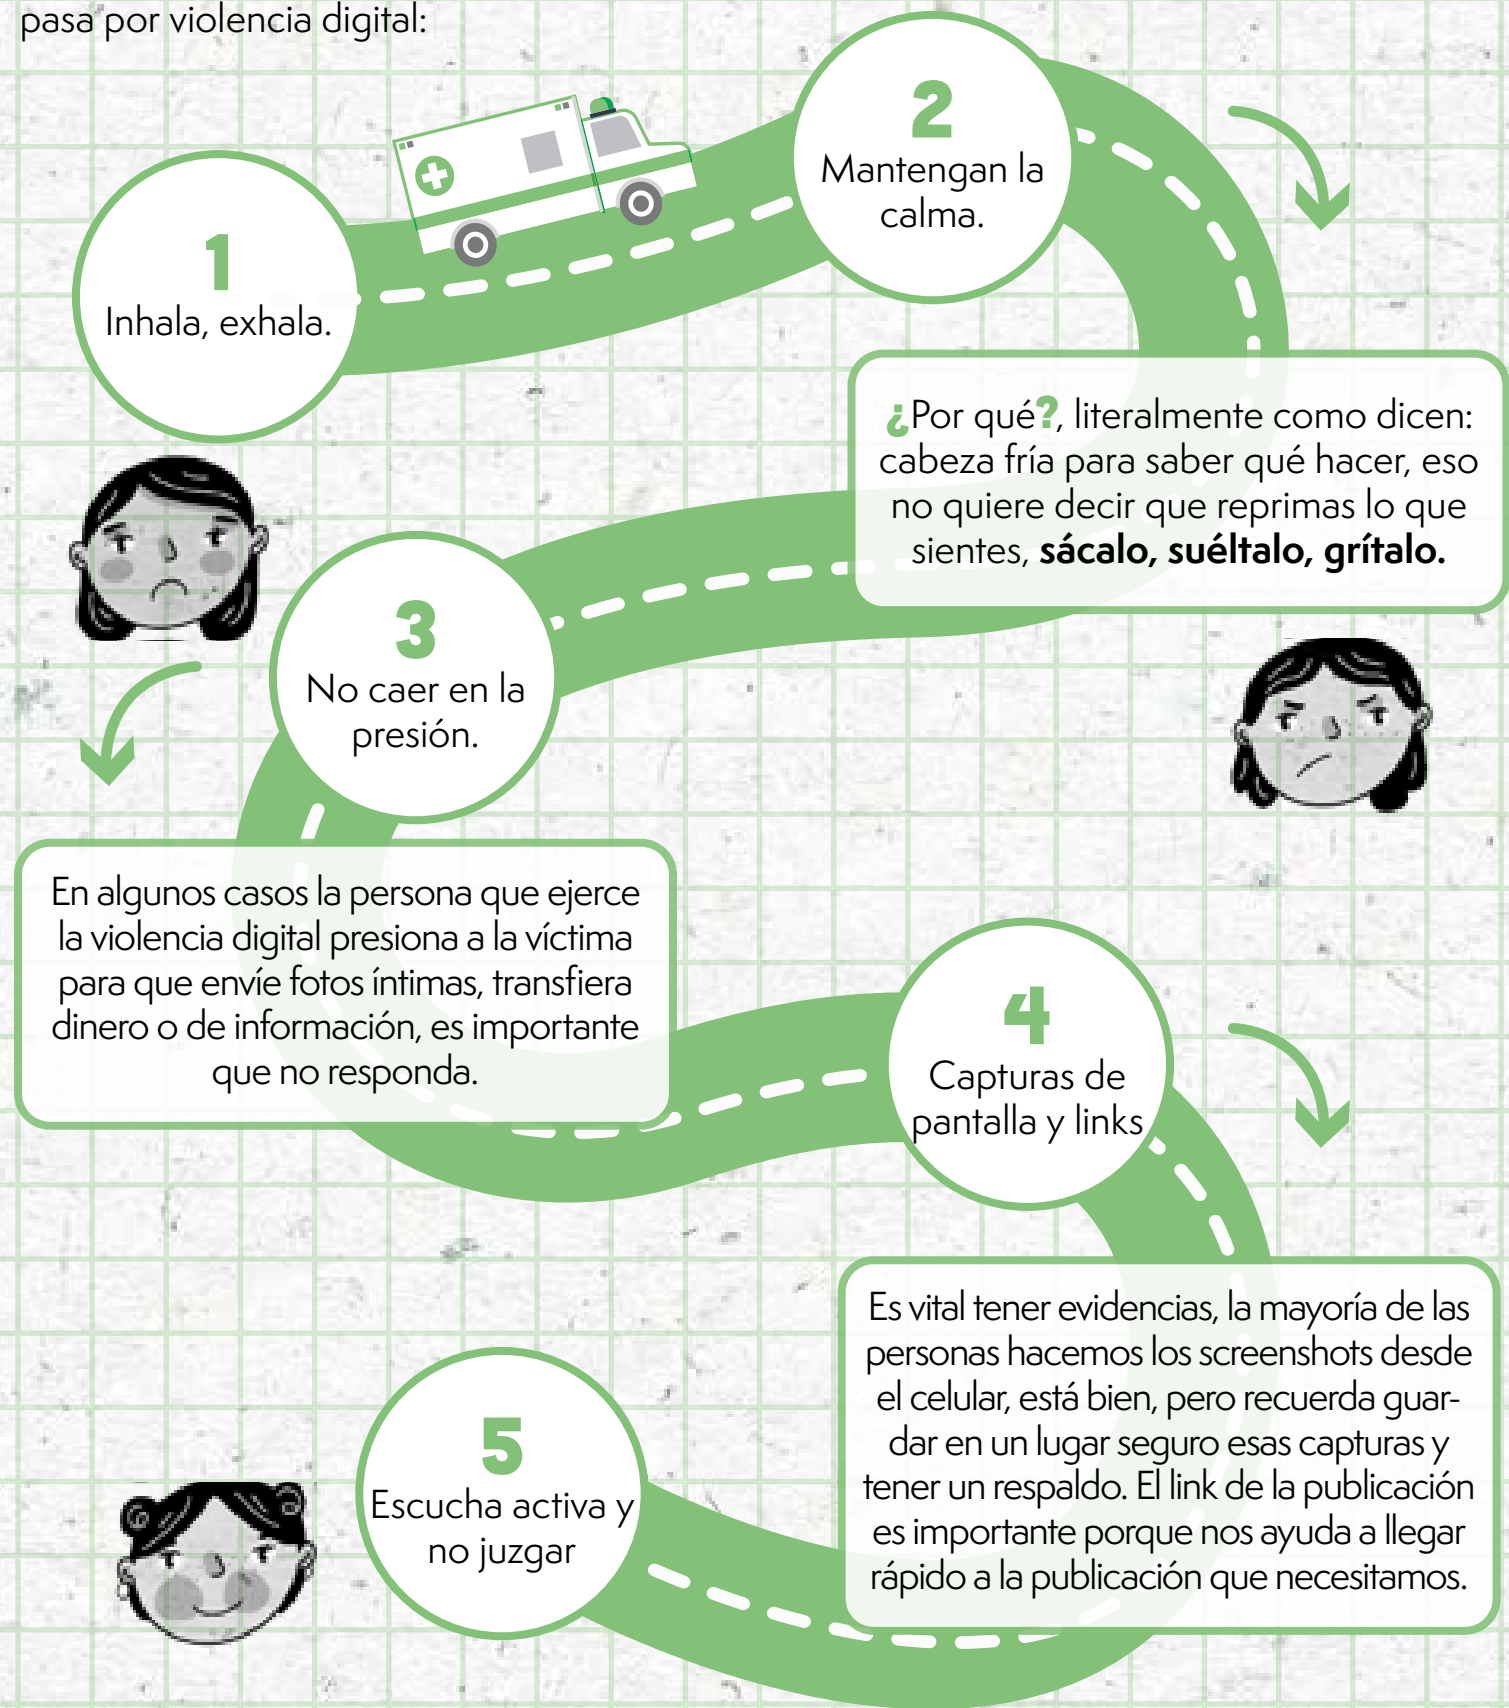 pasa por violencia digital:
1
Inhala, exhala.
2
Mantengan la
calma.
¿Por qué?, literalmente como dicen:
cabeza fría para saber qué hacer, eso
no quiere decir que reprimas lo que
sientes, sácalo, suéltalo, grítalo.
3
No caer en la
presión.
En algunos casos la persona que ejerce
la violencia digital presiona a la víctima
para que envíe fotos íntimas, transfiera
dinero o de información, es importante
que no responda.
4
Capturas de
pantalla y links
Es vital tener evidencias, la mayoría de las
personas hacemos los screenshots desde
el celular, está bien, pero recuerda guar-
dar en un lugar seguro esas capturas y
tener un respaldo. El link de la publicación
es importante porque nos ayuda a llegar
rápido a la publicación que necesitamos.
5
Escucha activa y
no juzgar